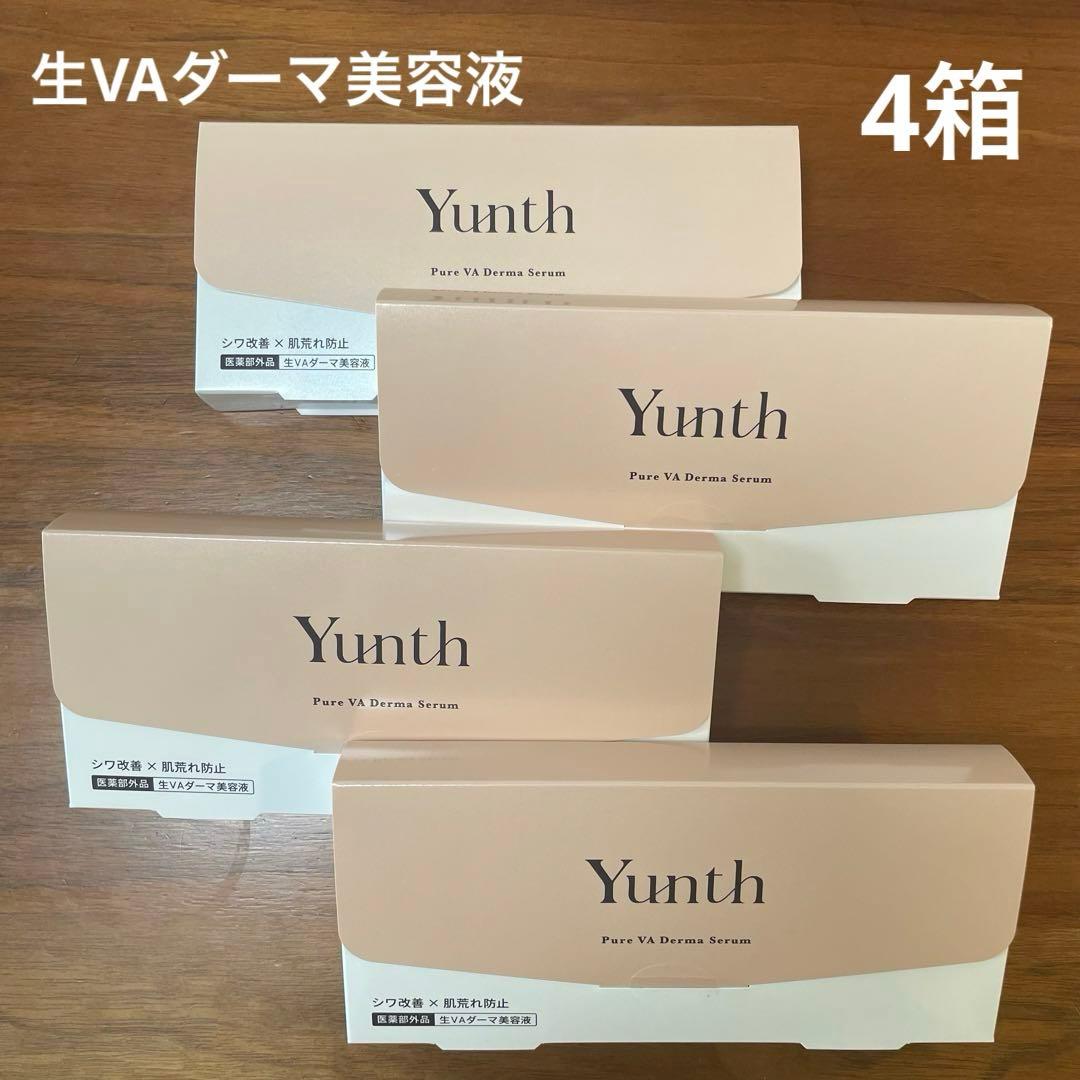 生VAダーマ美容液
4箱
Yunth
Pure VA Derma Serum
シワ改善×肌荒れ防止
医薬部外品 生VAダーマ美容液
Yunth
Pure VA Derma Serum
Yunth
Pure VA Derma Serum
シワ改善×肌荒れ防止
医薬部外品 生VAダーマ美容液
Yunth
Pure VA Derma Serum
シワ改善×肌荒れ防止
医薬部外品 生VAダーマ美容液